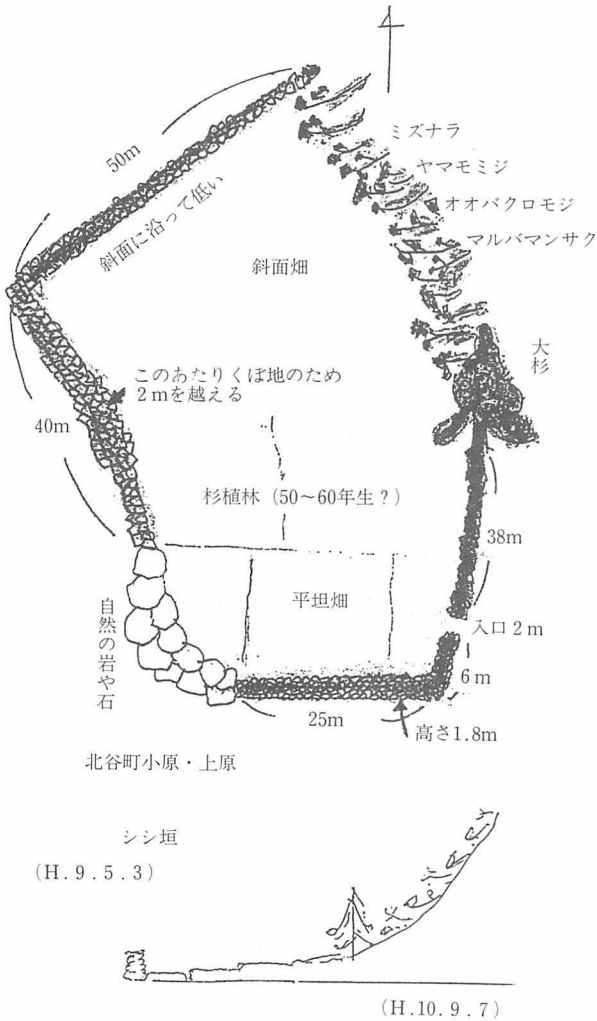 ミズナラ
50m
ヤマモミジ
オオバクロモジ
斜面に沿って低い
マルバマンサク
斜面畑
大杉
このあたりくぼ地のため
2mを越える
40m
杉植林（50〜60年生？）
38m
平坦畑
自然の岩や石
入口2m
6m
25m
高さ1.8m
北谷町小原・上原
シシ垣
(H.9.5.3)
(H.10.9.7)